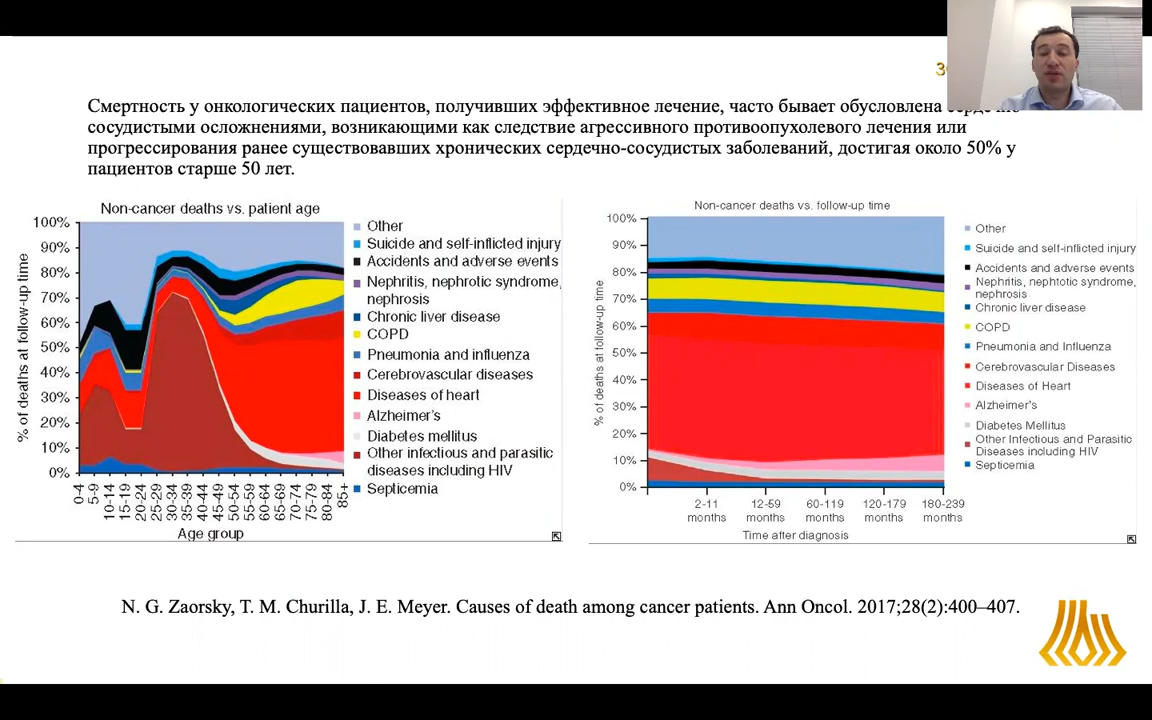 Смертность у онкологических пациентов, получивших эффективное лечение, часто бывает обусловлена
сосудистыми осложнениями, возникающими как следствие агрессивного противоопухолевого лечения или
прогрессирования ранее существовавших хронических сердечно-сосудистых заболеваний, достигая около 50% у
пациентов старше 50 лет.
Non-cancer deaths vs. patient age
% of deaths at follow-up time
100%
90%
80%
70%
60%
50%
40%
30%
20%
10%
0%
0-4
5-9
10-14
15-19
20-24
25-29
30-34
35-39
40-44
49-49
50-54
55-59
60-64
65-69
70-74
75-79
80-84
85+
Age group
Other
Suicide and self-inflicted injury
Accidents and adverse events
Nephritis, nephrotic syndrome,
nephrosis
Chronic liver disease
COPD
Pneumonia and influenza
Cerebrovascular diseases
Diseases of heart
Alzheimer's
Diabetes mellitus
Other infectious and parasitic
diseases including HIV
Septicemia
Non-cancer deaths vs. follow-up time
% of deaths at follow-up time
100%
90%
80%
70%
60%
50%
40%
30%
20%
10%
0%
2-11
months
12-59
months
60-119
months
120-179
months
180-239
months
Time after diagnosis
Other
Suicide and self-inflicted injury
Accidents and adverse events
Nephritis, nephtotic syndrome,
nephrosis
Chronic liver disease
COPD
Pneumonia and Influenza
Cerebrovascular Diseases
Diseases of Heart
Alzheimer's
Diabetes Mellitus
Other Infectious and Parasitic
Diseases including HIV
Septicemia
N. G. Zaorsky, T. M. Churilla, J. E. Meyer. Causes of death among cancer patients. Ann Oncol. 2017;28(2):400–407.